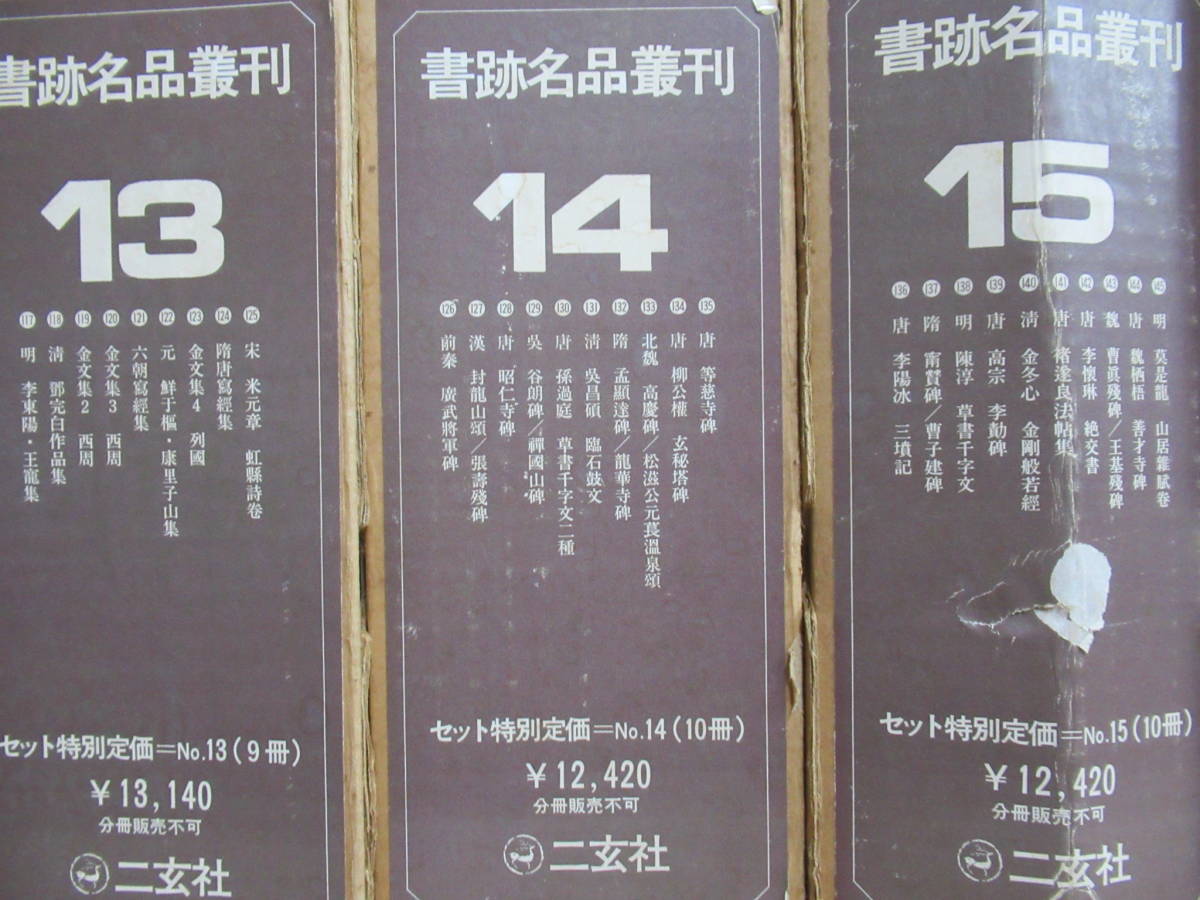 書跡名品叢刊
13
125 宋 米元章 虹縣詩卷
124 隋唐寫經集
123 金文集4 列國
122 元 鮮于樞・康里子山集
121 六朝寫經集
120 金文集3 西周
119 金文集2 西周
118 淸 鄧完白作品集
117 明 李東陽・王寵集
セット特別定価=No.13(9冊)
¥13,140
分冊販売不可
二玄社
書跡名品叢刊
14
135 唐 等慈寺碑
134 唐 柳公權 玄秘塔碑
133 北魏 高慶碑/松滋公元萇溫泉頌
132 隋 孟顯達碑/龍華寺碑
131 淸 吳昌碩 臨石鼓文
130 唐 孫過庭 草書千字文二種
129 吳 谷朗碑/禪國山碑
128 唐 昭仁寺碑
127 漢 封龍山頌/張壽殘碑
126 前秦 廣武將軍碑
セット特別定価=No.14(10冊)
¥12,420
分冊販売不可
二玄社
書跡名品叢刊
15
145 明 莫是龍 山居雜賦卷
144 唐 魏栖梧 善才寺碑
143 魏 曹眞殘碑/王基殘碑
142 唐 李懷琳 絶交書
141 唐 褚遂良法帖集
140 淸 金冬心 金剛般若經
139 唐 高宗 李勣碑
138 明 陳淳 草書千字文
137 隋 甯贙碑/曹子建碑
136 唐 李陽冰 三墳記
セット特別定価=No.15(10冊)
¥12,420
分冊販売不可
二玄社